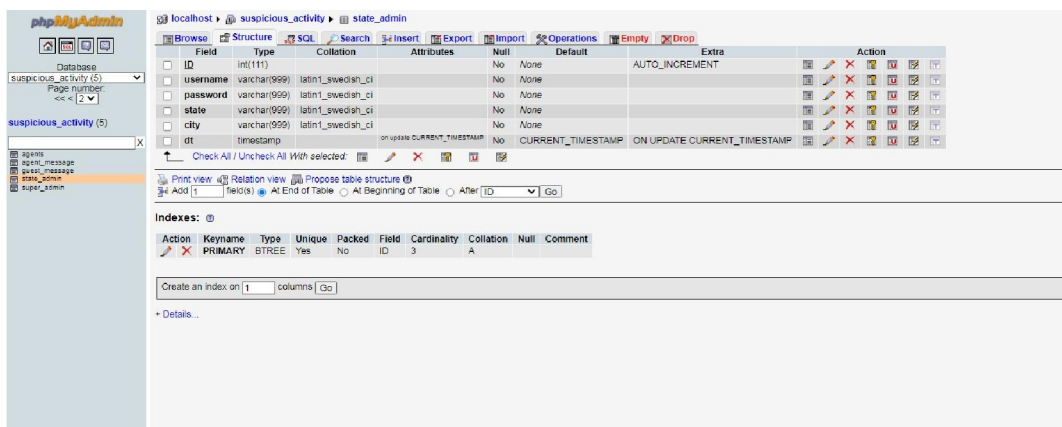 phpMyAdmin
localhost ▸ suspicious_activity ▸ state_admin
Browse Structure SQL Search Insert Export Import Operations Empty Drop
Field Type Collation Attributes Null Default Extra Action
ID int(111) No None AUTO_INCREMENT
username varchar(999) latin1_swedish_ci No None
password varchar(999) latin1_swedish_ci No None
state varchar(999) latin1_swedish_ci No None
city varchar(999) latin1_swedish_ci No None
dt timestamp on update CURRENT_TIMESTAMP No CURRENT_TIMESTAMP ON UPDATE CURRENT_TIMESTAMP
Check All / Uncheck All With selected:
Print view Relation view Propose table structure
Add 1 field(s) At End of Table At Beginning of Table After ID Go
Indexes:
Action Keyname Type Unique Packed Field Cardinality Collation Null Comment
PRIMARY BTREE Yes No ID 3 A
Create an index on 1 columns Go
+ Details...
Database
suspicious_activity (5)
Page number:
<< < 2
suspicious_activity (5)
X
agents
agent_message
guest_message
state_admin
super_admin